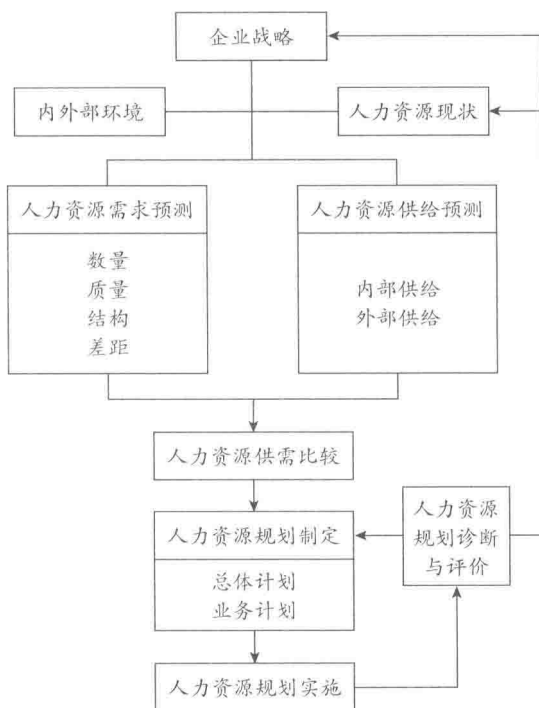 企业战略
内外部环境
人力资源现状
人力资源需求预测
数量
质量
结构
差距
人力资源供给预测
内部供给
外部供给
人力资源供需比较
人力资源规划制定
总体计划
业务计划
人力资源
规划诊断
与评价
人力资源规划实施